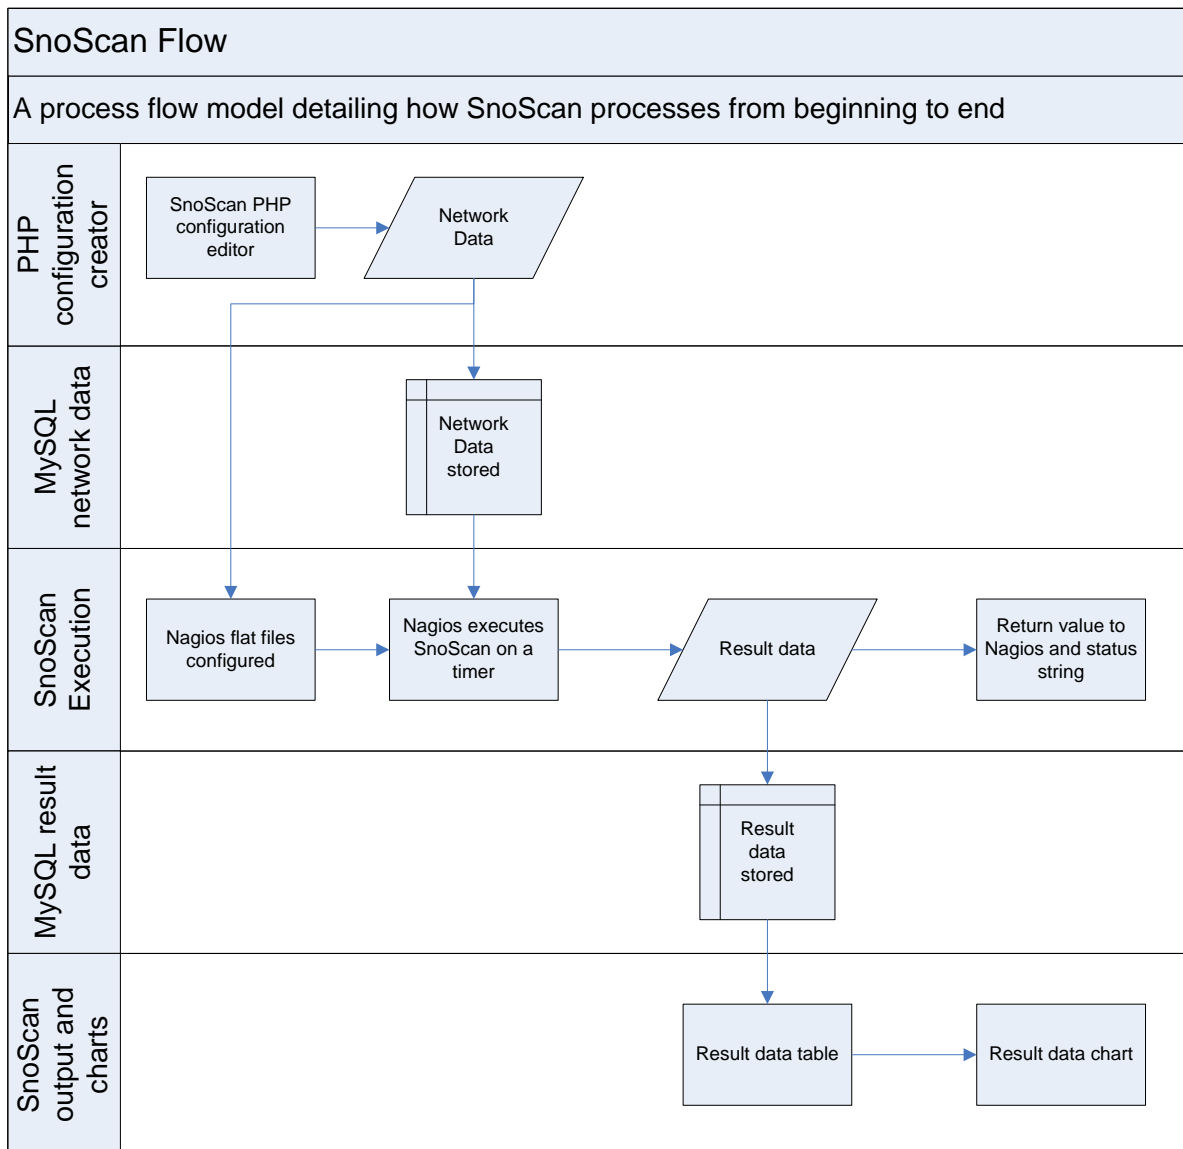 SnoScan Flow
A process flow model detailing how SnoScan processes from beginning to end
PHP
configuration
creator
SnoScan PHP
configuration
editor
Network
Data
MySQL
network data
Network
Data
stored
SnoScan
Execution
Nagios flat files
configured
Nagios executes
SnoScan on a
timer
Result data
Return value to
Nagios and status
string
MySQL result
data
Result
data
stored
SnoScan
output and
charts
Result data table
Result data chart